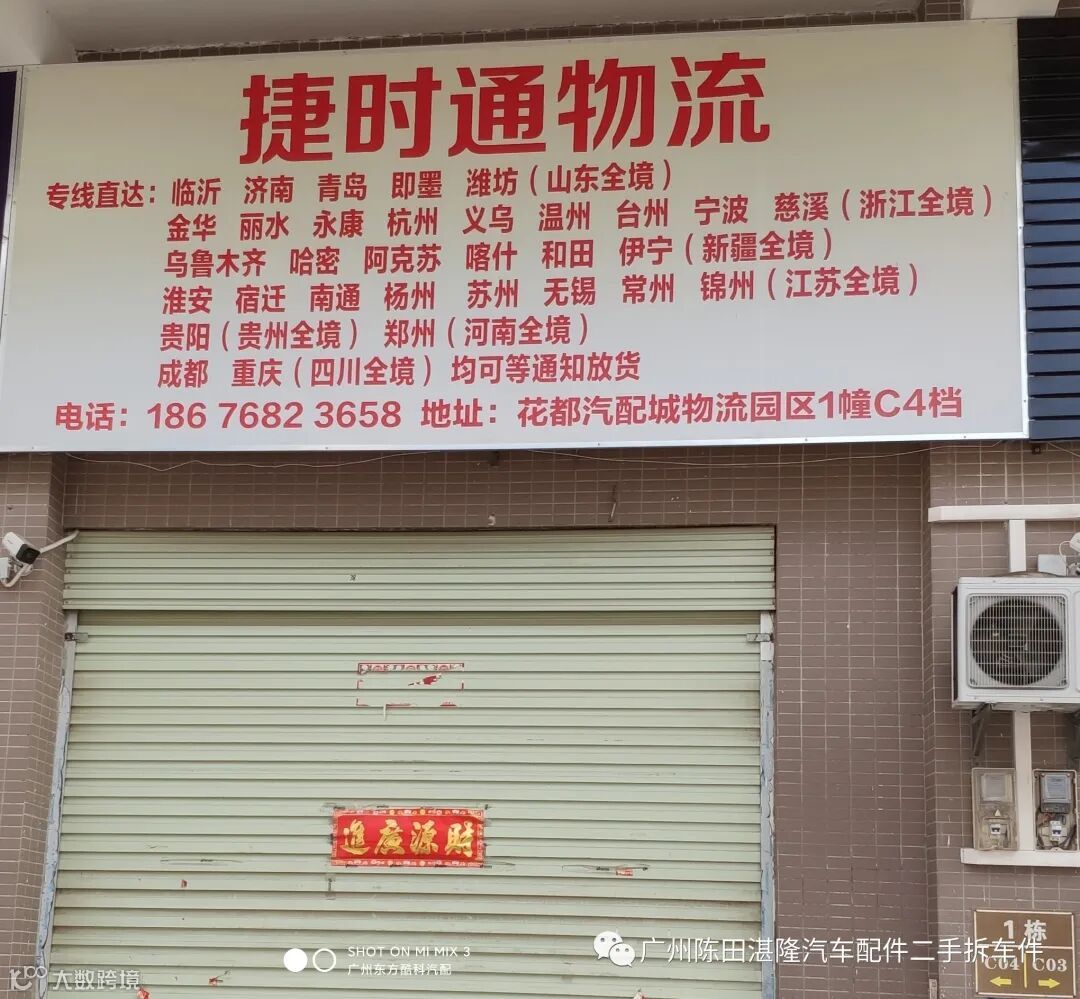 捷时通物流
专线直达：临沂 济南 青岛 即墨 潍坊（山东全境）
金华 丽水 永康 杭州 义乌 温州 台州 宁波 慈溪（浙江全境）
乌鲁木齐 哈密 阿克苏 喀什 和田 伊宁（新疆全境）
淮安 宿迁 南通 杨州 苏州 无锡 常州 锦州（江苏全境）
贵阳（贵州全境） 郑州（河南全境）
成都 重庆（四川全境） 均可等通知放货
电话：186 7682 3658 地址：花都汽配城物流园区1幢C4档
進廣源財
1栋
C04 C03
SHOT ON MI MIX 3
广州东方酷科汽配
广州陈田湛隆汽车配件二手拆车件
大数跨境